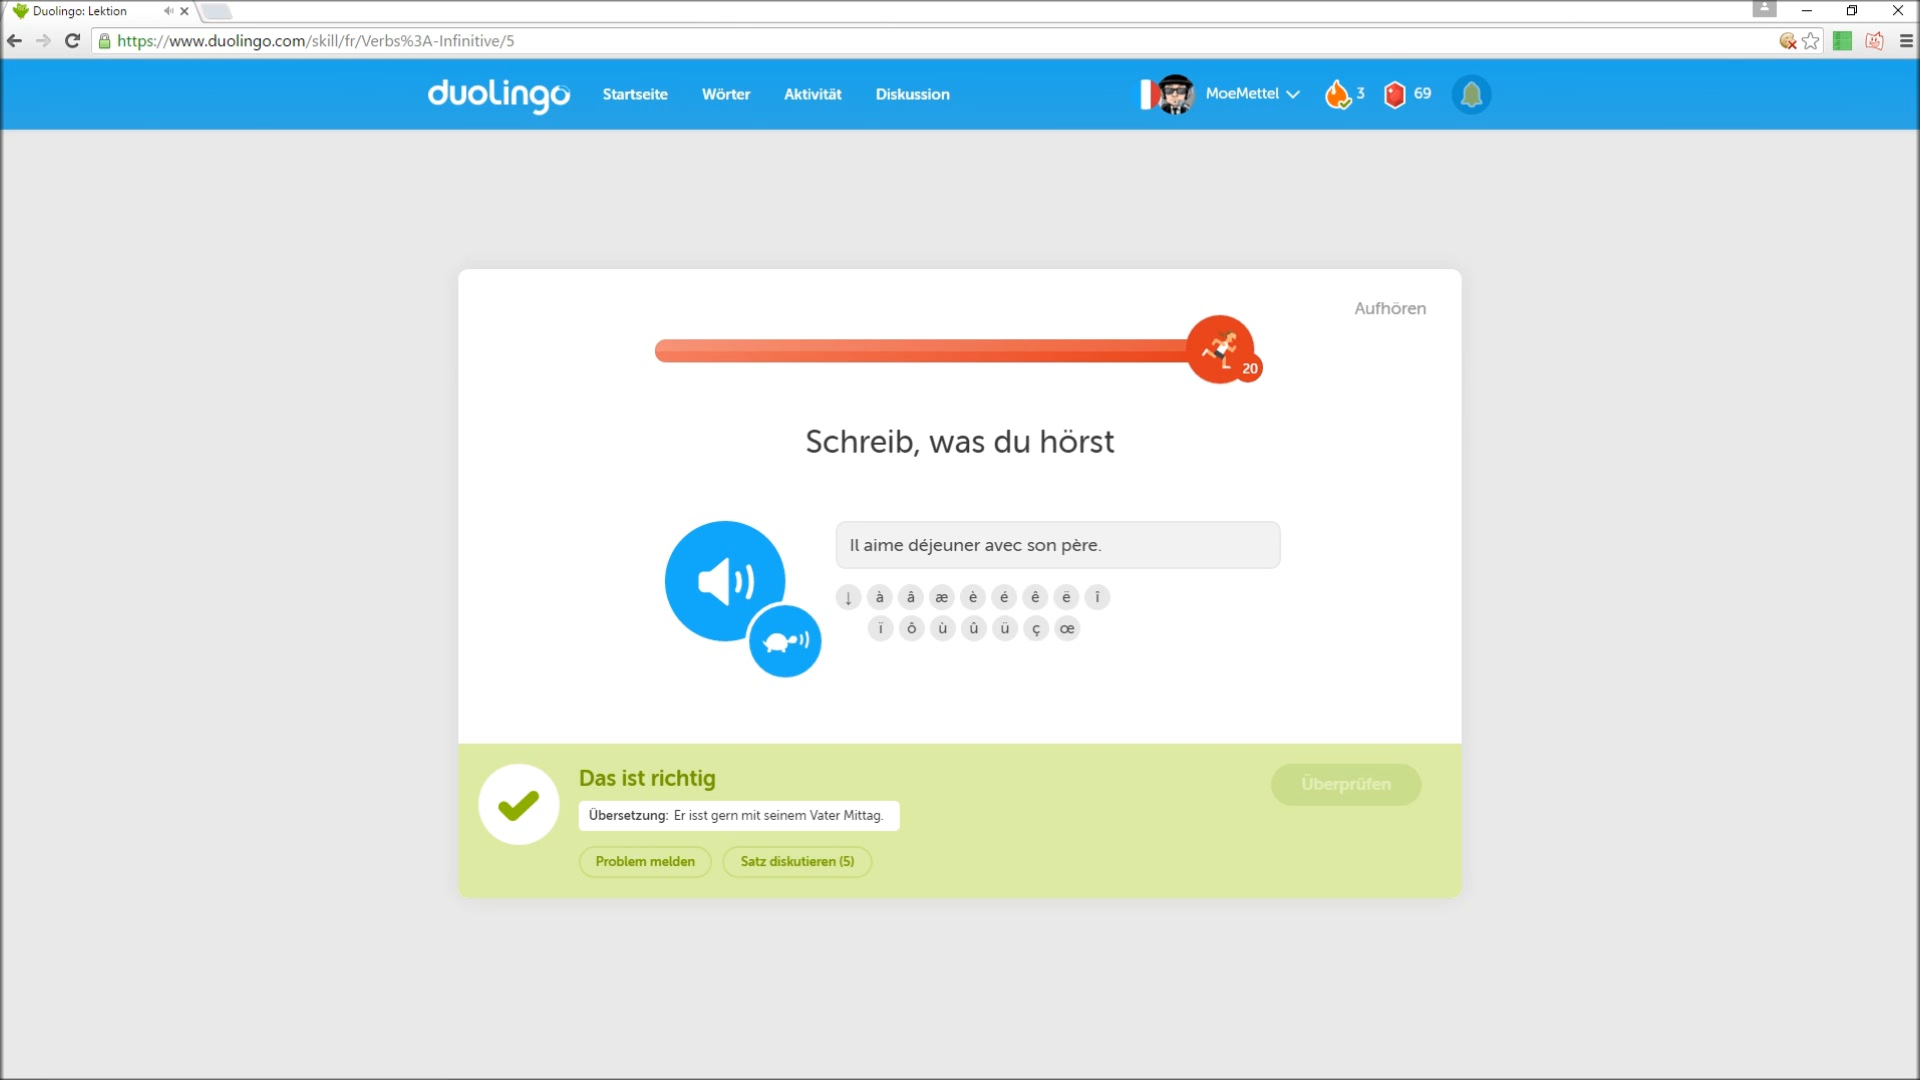 Duolingo: Lektion
https://www.duolingo.com/skill/fr/Verbs%3A-Infinitive/5
duolingo Startseite Wörter Aktivität Diskussion MoeMettel 3 69
Aufhören
20
Schreib, was du hörst
Il aime déjeuner avec son père.
↓ à â æ è é ê ë î
ï ô ù û ü ç œ
Das ist richtig
Überprüfen
Übersetzung: Er isst gern mit seinem Vater Mittag.
Problem melden Satz diskutieren (5)